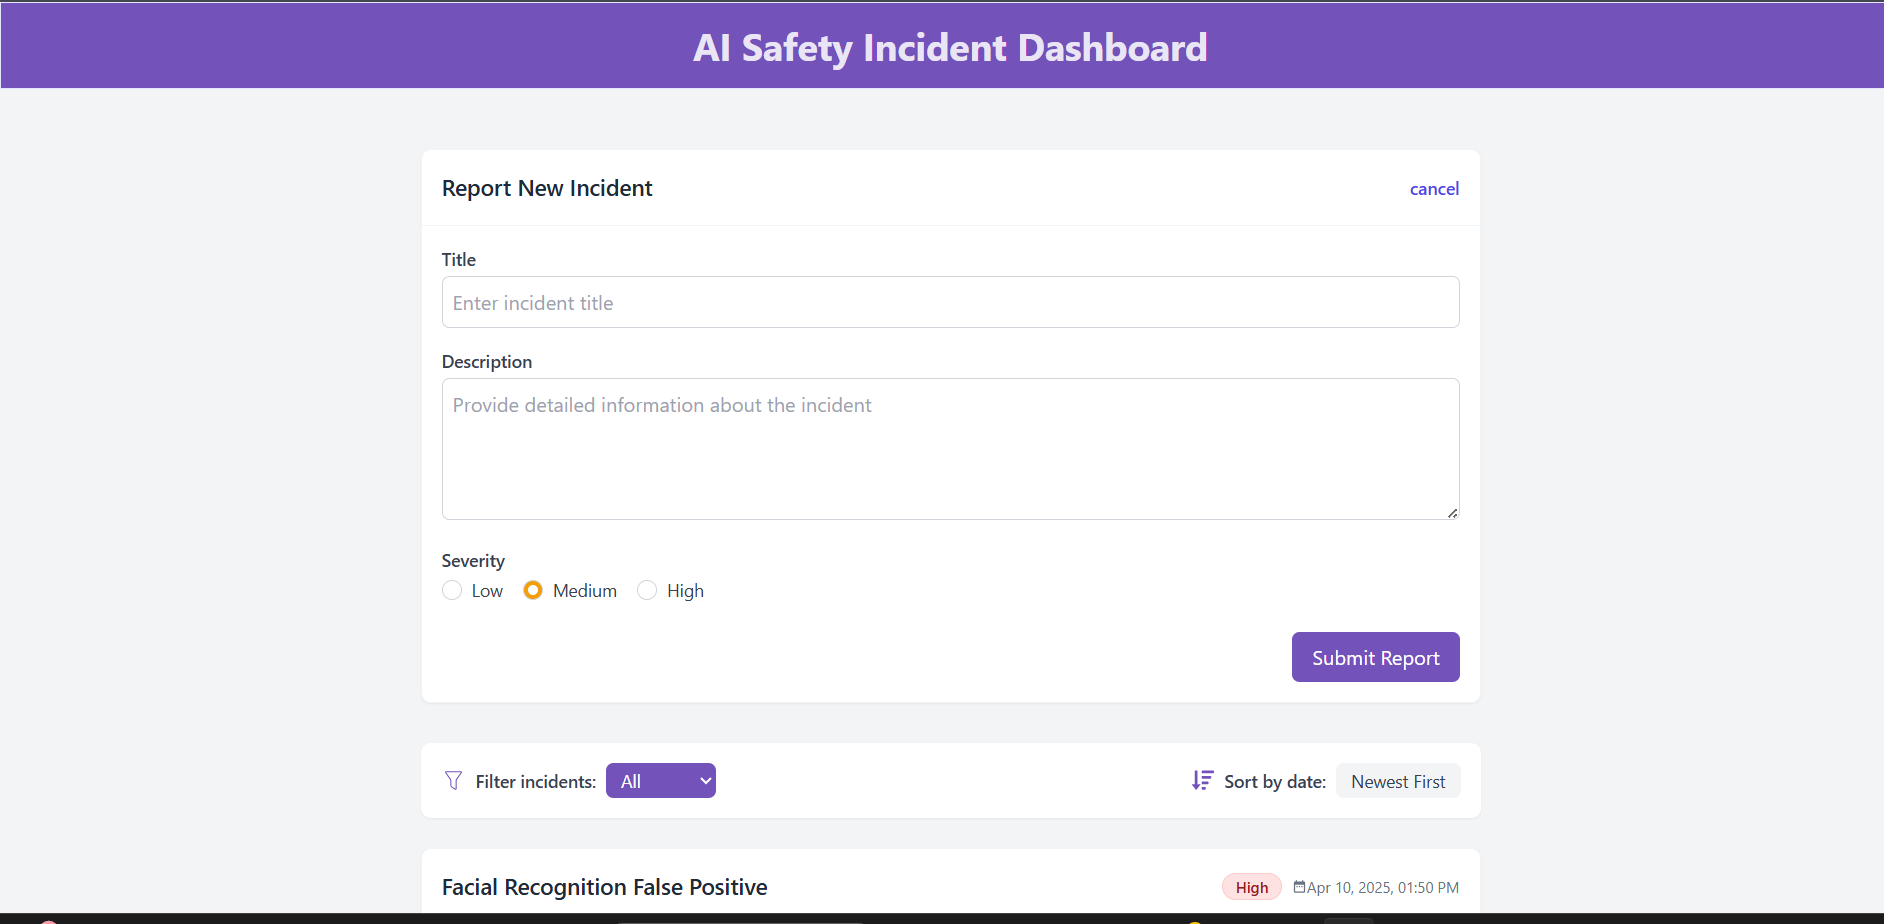 AI Safety Incident Dashboard
Report New Incident
cancel
Title
Enter incident title
Description
Provide detailed information about the incident
Severity
Low Medium High
Submit Report
Filter incidents: All
Sort by date: Newest First
Facial Recognition False Positive
High Apr 10, 2025, 01:50 PM